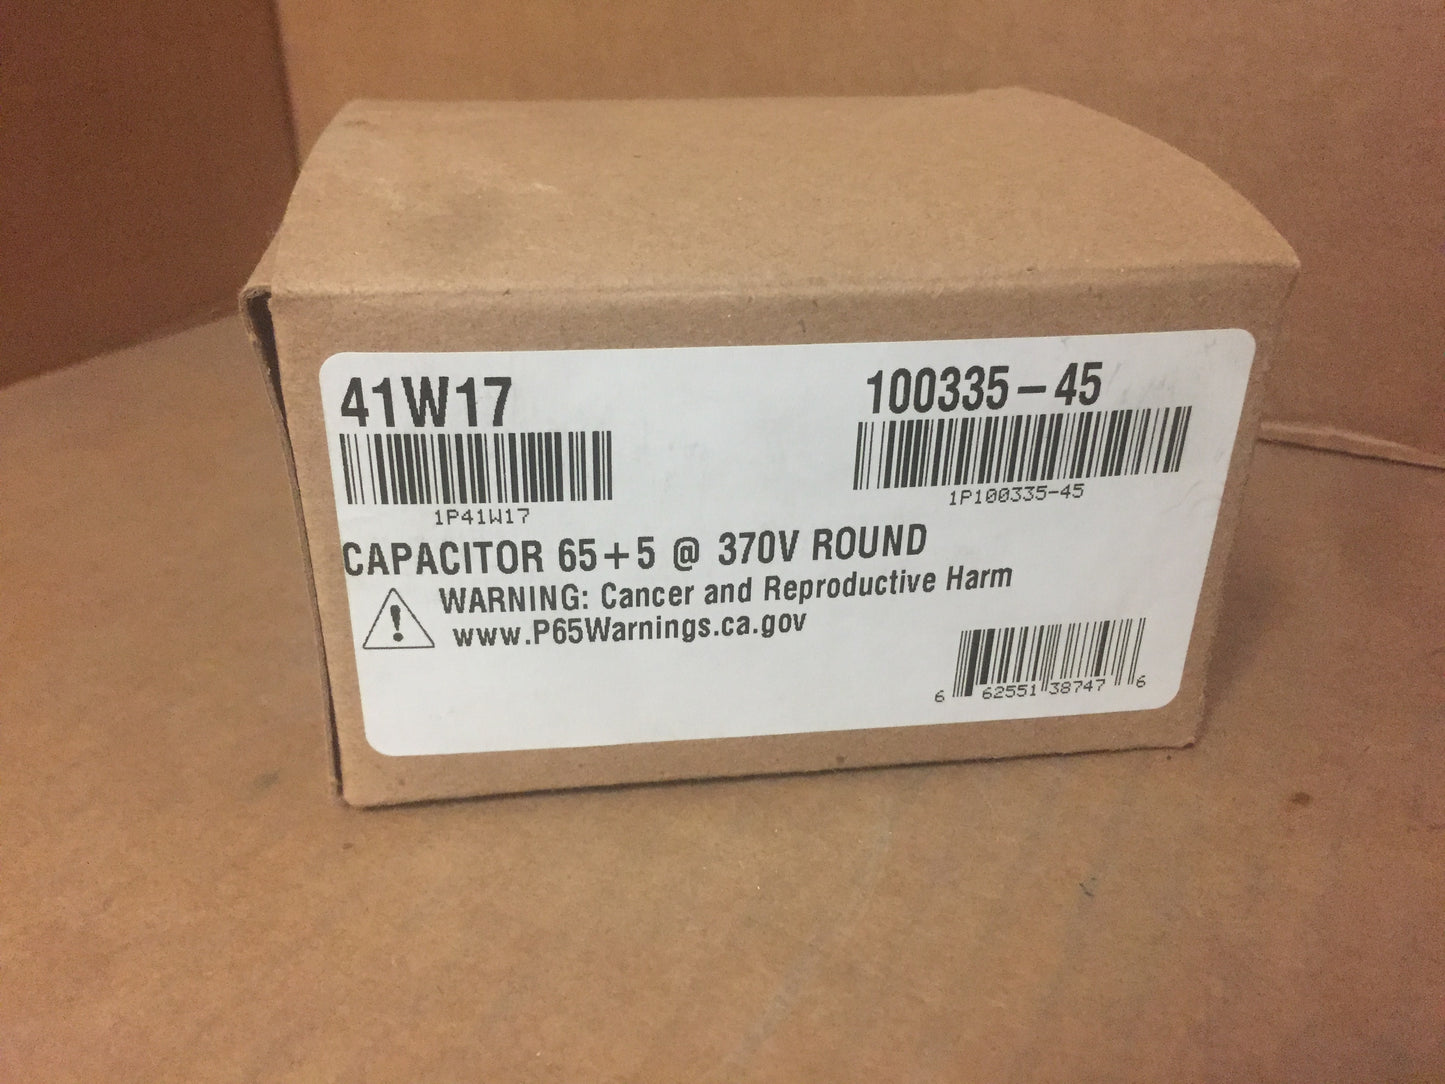 41W17
100335-45
1P41W17
1P100335-45
CAPACITOR 65+5 @ 370V ROUND
WARNING: Cancer and Reproductive Harm
www.P65Warnings.ca.gov
6 62551 38747 6